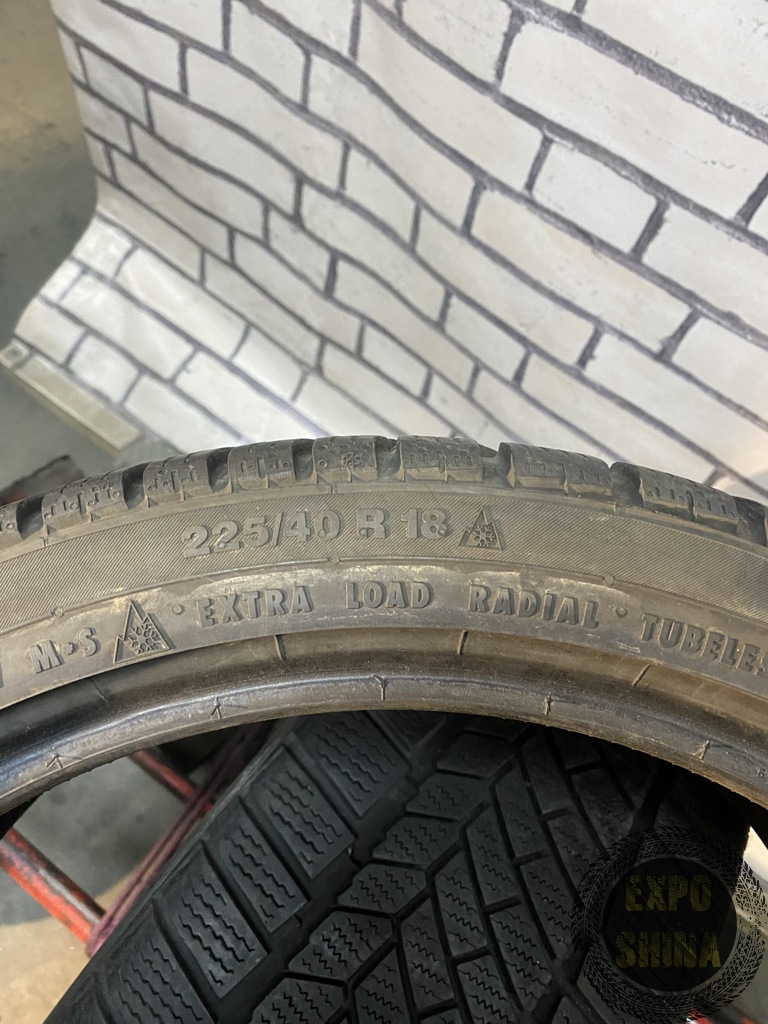 225/40 R 18
M+S • EXTRA LOAD RADIAL • TUBELES
EXPO
SHINA